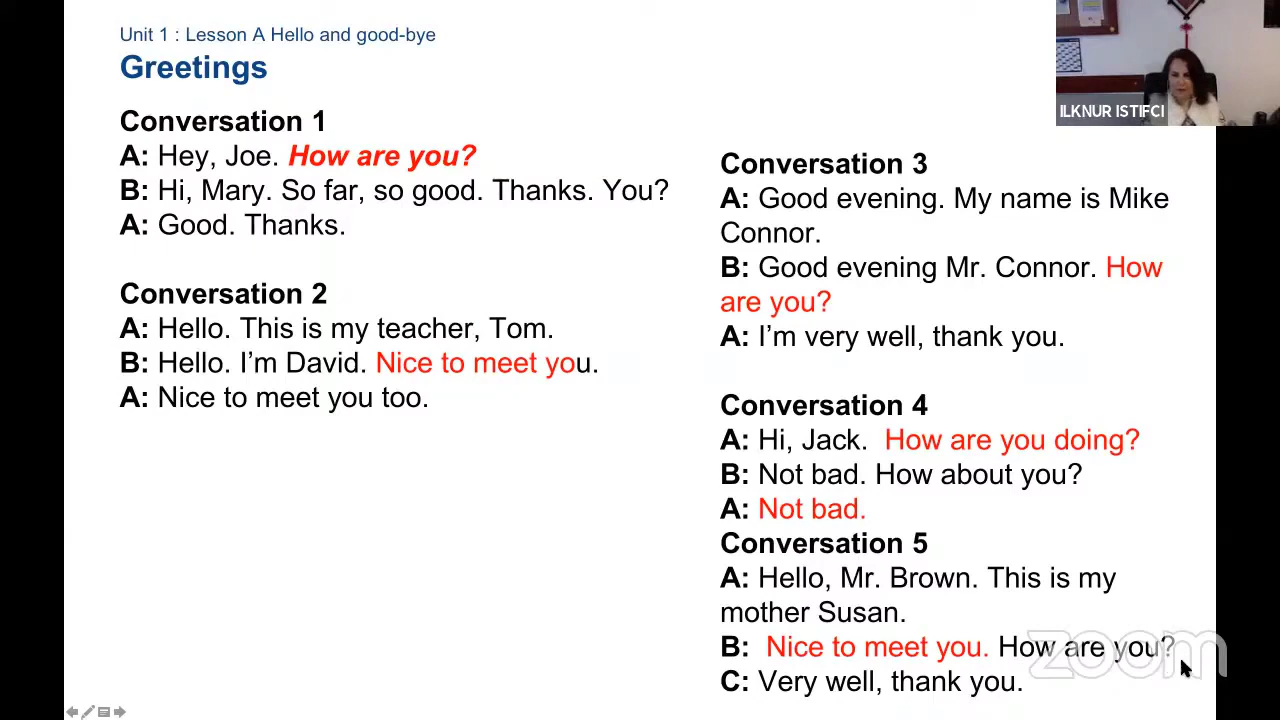 Unit 1 : Lesson A Hello and good-bye
Greetings
Conversation 1
A: Hey, Joe. How are you?
B: Hi, Mary. So far, so good. Thanks. You?
A: Good. Thanks.
Conversation 2
A: Hello. This is my teacher, Tom.
B: Hello. I’m David. Nice to meet you.
A: Nice to meet you too.
ILKNUR ISTIFCI
Conversation 3
A: Good evening. My name is Mike
Connor.
B: Good evening Mr. Connor. How
are you?
A: I’m very well, thank you.
Conversation 4
A: Hi, Jack. How are you doing?
B: Not bad. How about you?
A: Not bad.
Conversation 5
A: Hello, Mr. Brown. This is my
mother Susan.
B: Nice to meet you. How are you?
C: Very well, thank you.
zoom